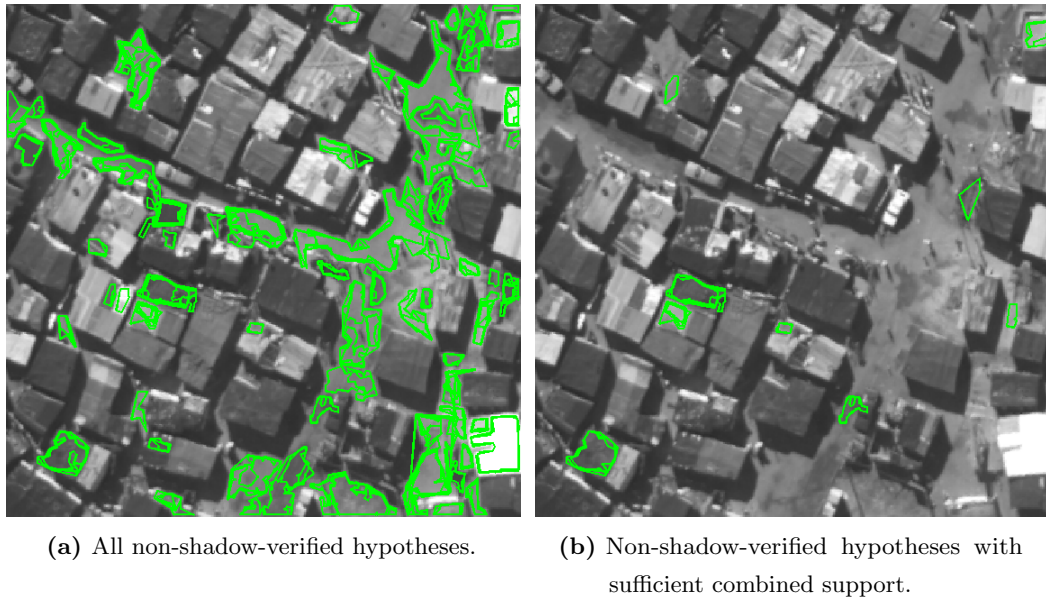 (a) All non-shadow-verified hypotheses.
(b) Non-shadow-verified hypotheses with
sufficient combined support.